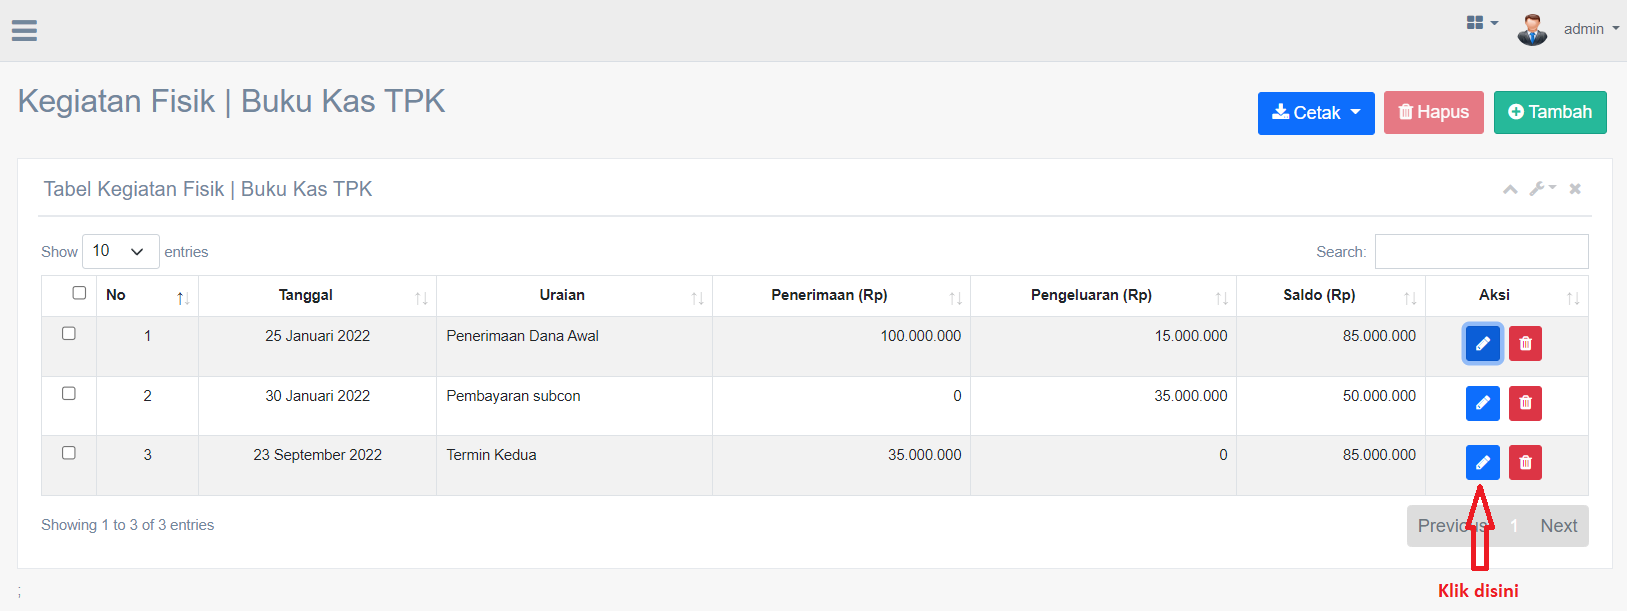 admin
Kegiatan Fisik | Buku Kas TPK
Cetak Hapus Tambah
Tabel Kegiatan Fisik | Buku Kas TPK
Show 10 entries Search:
No Tanggal Uraian Penerimaan (Rp) Pengeluaran (Rp) Saldo (Rp) Aksi
1 25 Januari 2022 Penerimaan Dana Awal 100.000.000 15.000.000 85.000.000
2 30 Januari 2022 Pembayaran subcon 0 35.000.000 50.000.000
3 23 September 2022 Termin Kedua 35.000.000 0 85.000.000
Showing 1 to 3 of 3 entries Previous 1 Next
Klik disini
;